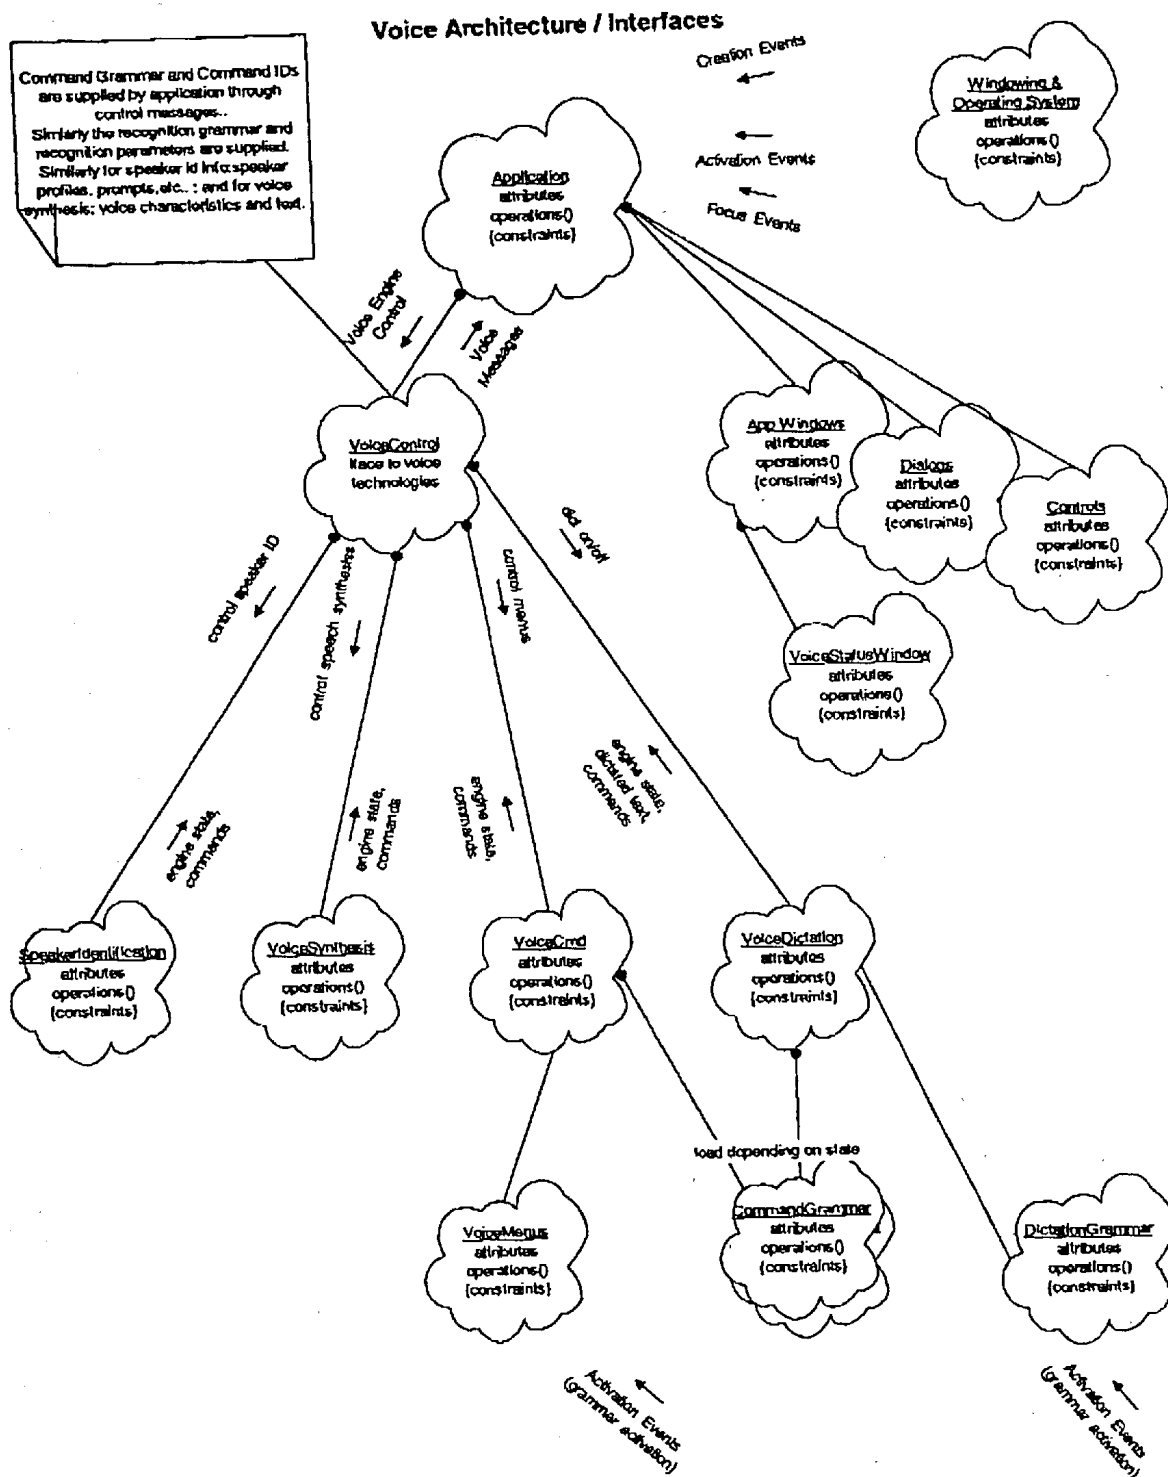 Voice Architecture / Interfaces
Command Grammar and Command IDs
are supplied by application through
control messages..
Similarly the recognition grammar and
recognition parameters are supplied.
Similarly for speaker id info:speaker
profiles, prompts,etc.. ; and for voice
synthesis: voice characteristics and text.
Creation Events
Activation Events
Focus Events
Windowing &
Operating System
attributes
operations()
{constraints}
Application
attributes
operations()
{constraints}
Voice Engine
Control
Voice
Messages
VoiceControl
iface to voice
technologies
App Windows
attributes
operations()
{constraints}
Dialogs
attributes
operations()
{constraints}
Controls
attributes
operations()
{constraints}
VoiceStatusWindow
attributes
operations()
{constraints}
control speaker ID
control speech synthesiss
control menus
dict on/off
engine state,
commands
engine state,
commands
engine state,
commands
engine state,
dictated text,
commands
SpeakerIdentification
attributes
operations()
{constraints}
VoiceSynthesis
attributes
operations()
{constraints}
VoiceCmd
attributes
operations()
{constraints}
VoiceDictation
attributes
operations()
{constraints}
load depending on state
VoiceMenus
attributes
operations()
{constraints}
CommandGrammar
attributes
operations()
{constraints}
DictationGrammar
attributes
operations()
{constraints}
Activation Events
(grammar activation)
Activation Events
(grammar activation)